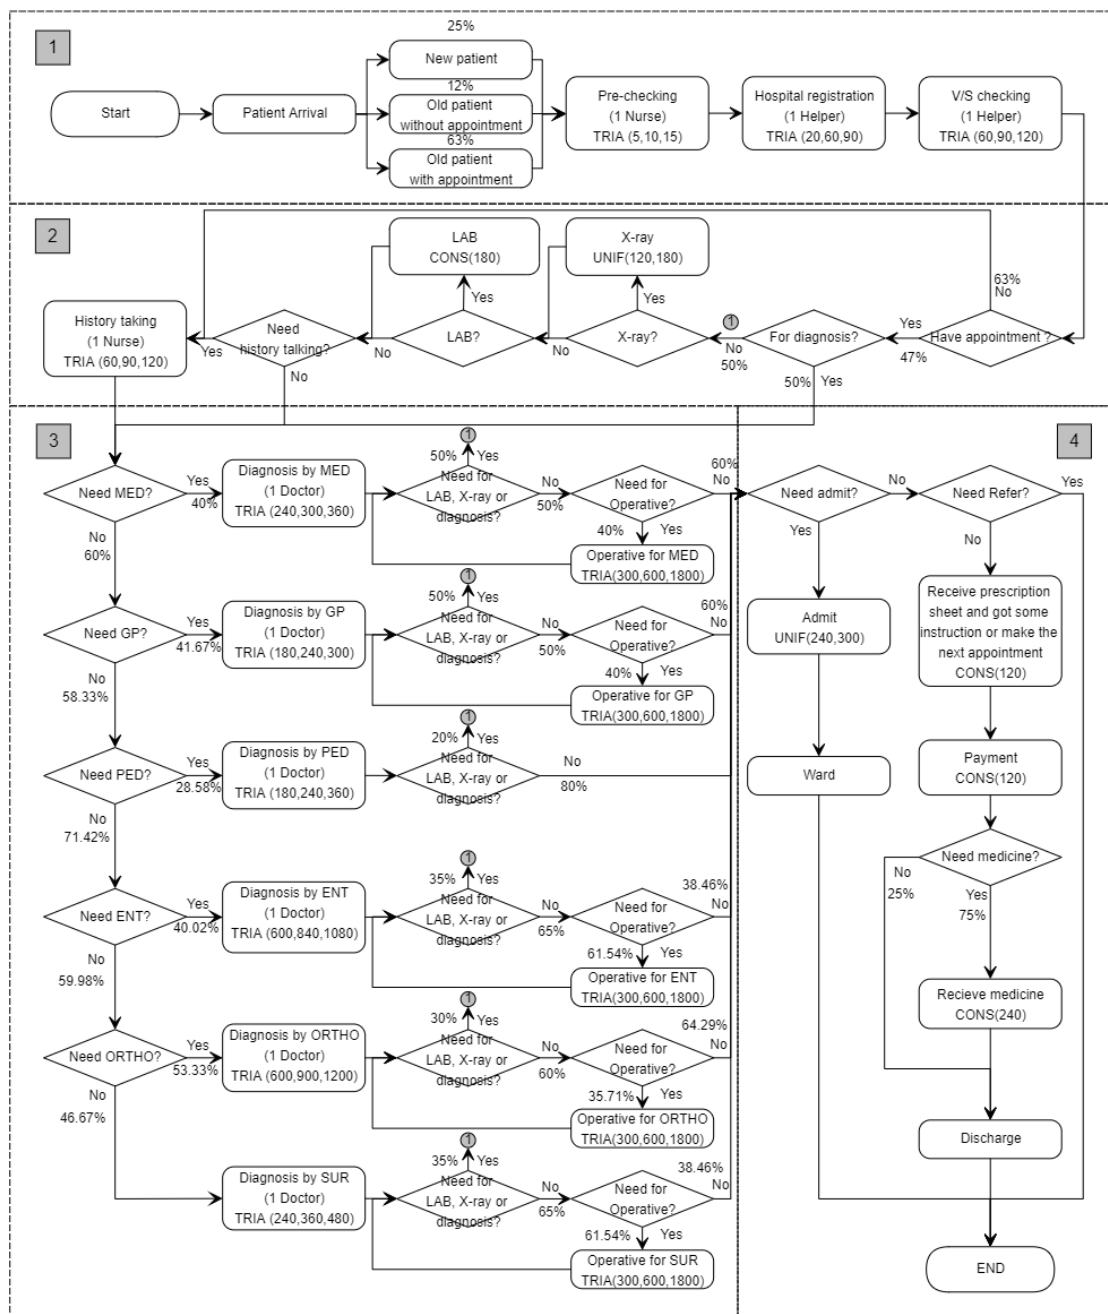 1
25%
New patient
12%
Start
Patient Arrival
Old patient
without appointment
63%
Old patient
with appointment
Pre-checking
(1 Nurse)
TRIA (5,10,15)
Hospital registration
(1 Helper)
TRIA (20,60,90)
V/S checking
(1 Helper)
TRIA (60,90,120)
2
LAB
CONS(180)
X-ray
UNIF(120,180)
63%
No
Yes
Yes
1
History taking
(1 Nurse)
TRIA (60,90,120)
Yes
Need
history talking?
No
No
LAB?
No
X-ray?
No
50%
For diagnosis?
50%
Yes
Yes
47%
Have appointment ?
3
Need MED?
Yes
40%
No
60%
Diagnosis by MED
(1 Doctor)
TRIA (240,300,360)
1
50%
Yes
Need for
LAB, X-ray or
diagnosis?
No
50%
Need for
Operative?
60%
No
40%
Yes
Operative for MED
TRIA(300,600,1800)
Need GP?
Yes
41.67%
No
58.33%
Diagnosis by GP
(1 Doctor)
TRIA (180,240,300)
1
50%
Yes
Need for
LAB, X-ray or
diagnosis?
No
50%
Need for
Operative?
60%
No
40%
Yes
Operative for GP
TRIA(300,600,1800)
Need PED?
Yes
28.58%
No
71.42%
Diagnosis by PED
(1 Doctor)
TRIA (180,240,360)
1
20%
Yes
Need for
LAB, X-ray or
diagnosis?
No
80%
Need ENT?
Yes
40.02%
No
59.98%
Diagnosis by ENT
(1 Doctor)
TRIA (600,840,1080)
1
35%
Yes
Need for
LAB, X-ray or
diagnosis?
No
65%
Need for
Operative?
38.46%
No
61.54%
Yes
Operative for ENT
TRIA(300,600,1800)
Need ORTHO?
Yes
53.33%
No
46.67%
Diagnosis by ORTHO
(1 Doctor)
TRIA (600,900,1200)
1
30%
Yes
Need for
LAB, X-ray or
diagnosis?
No
60%
Need for
Operative?
64.29%
No
35.71%
Yes
Operative for ORTHO
TRIA(300,600,1800)
Diagnosis by SUR
(1 Doctor)
TRIA (240,360,480)
1
35%
Yes
Need for
LAB, X-ray or
diagnosis?
No
65%
Need for
Operative?
38.46%
No
61.54%
Yes
Operative for SUR
TRIA(300,600,1800)
4
Need admit?
No
Need Refer?
Yes
Yes
No
Admit
UNIF(240,300)
Ward
Receive prescription
sheet and got some
instruction or make the
next appointment
CONS(120)
Payment
CONS(120)
Need medicine?
No
25%
Yes
75%
Recieve medicine
CONS(240)
Discharge
END